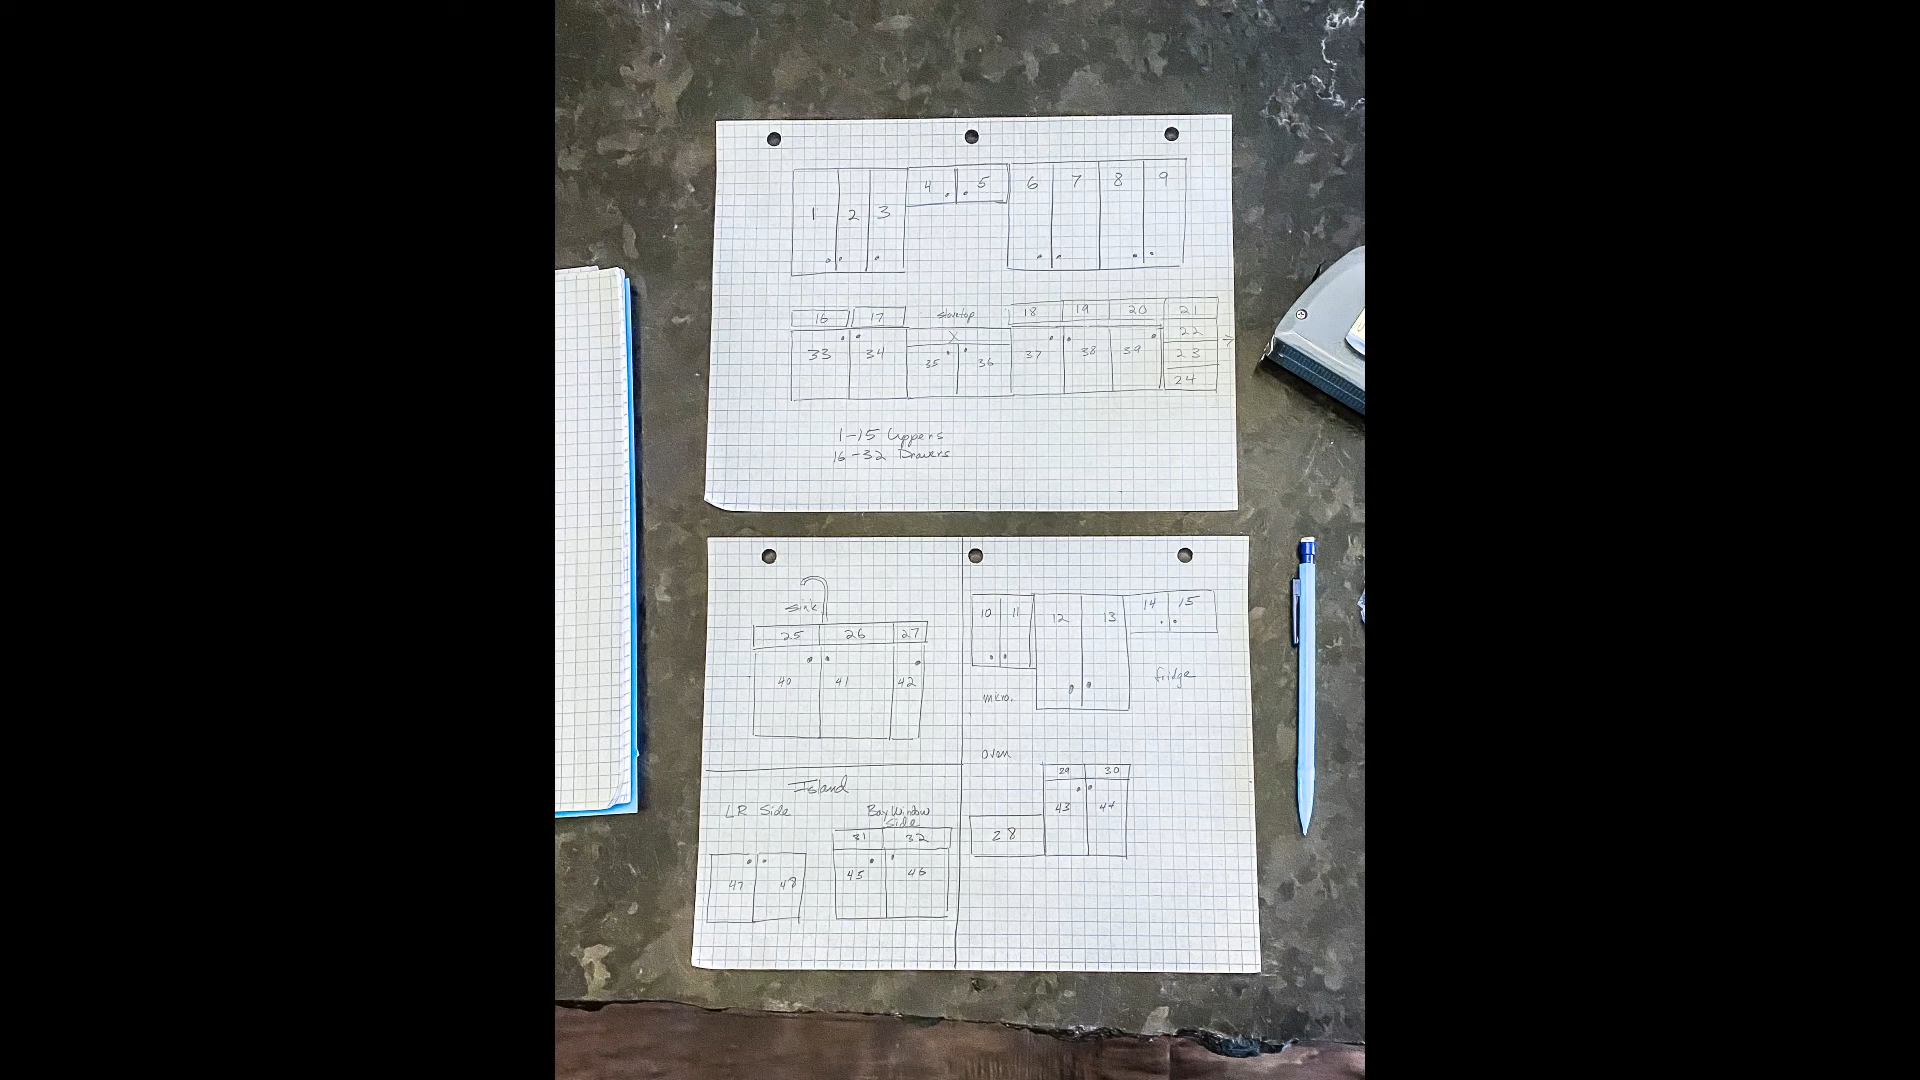 4 5 6 7 8 9
1 2 3
16 17 stovetop 18 19 20 21
X 22
33 34 35 36 37 38 39 23
24
1-15 Uppers
16-32 Drawers
sink
25 26 27
40 41 42
Island
LR Side
47 48
Bay Window
side
31 32
45 46
10 11 12 13 14 15
micro.
fridge
oven
29 30
43 44
28